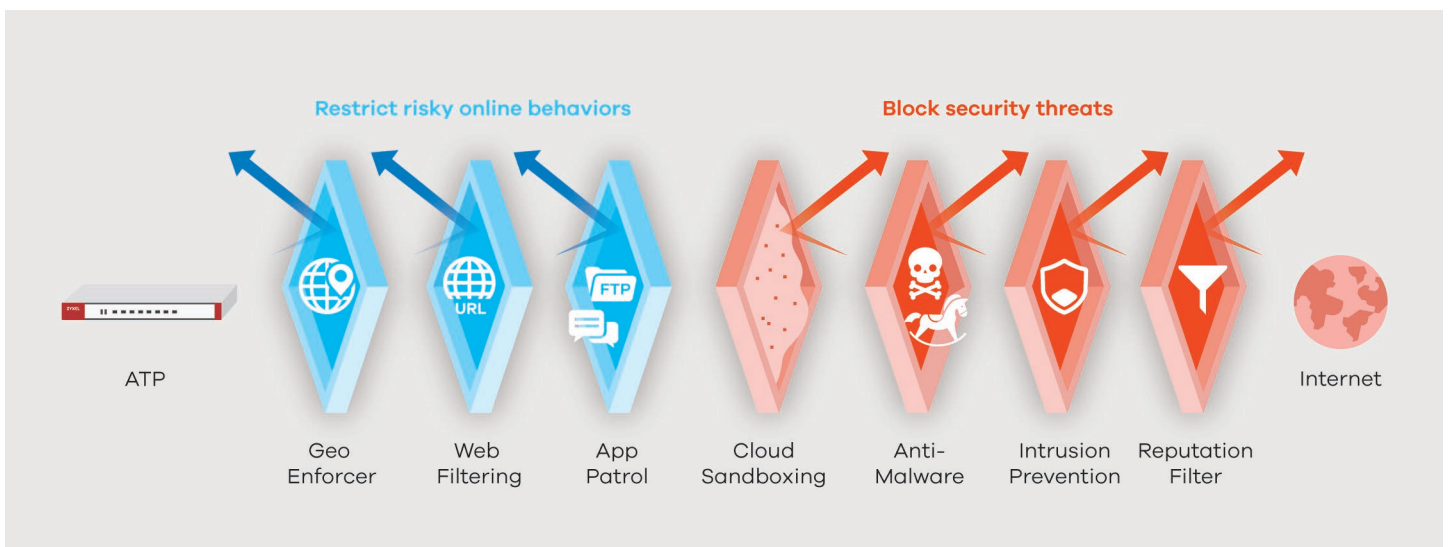 Restrict risky online behaviors
Block security threats
ZYXEL
URL
FTP
ATP
Internet
Geo
Enforcer
Web
Filtering
App
Patrol
Cloud
Sandboxing
Anti-
Malware
Intrusion
Prevention
Reputation
Filter